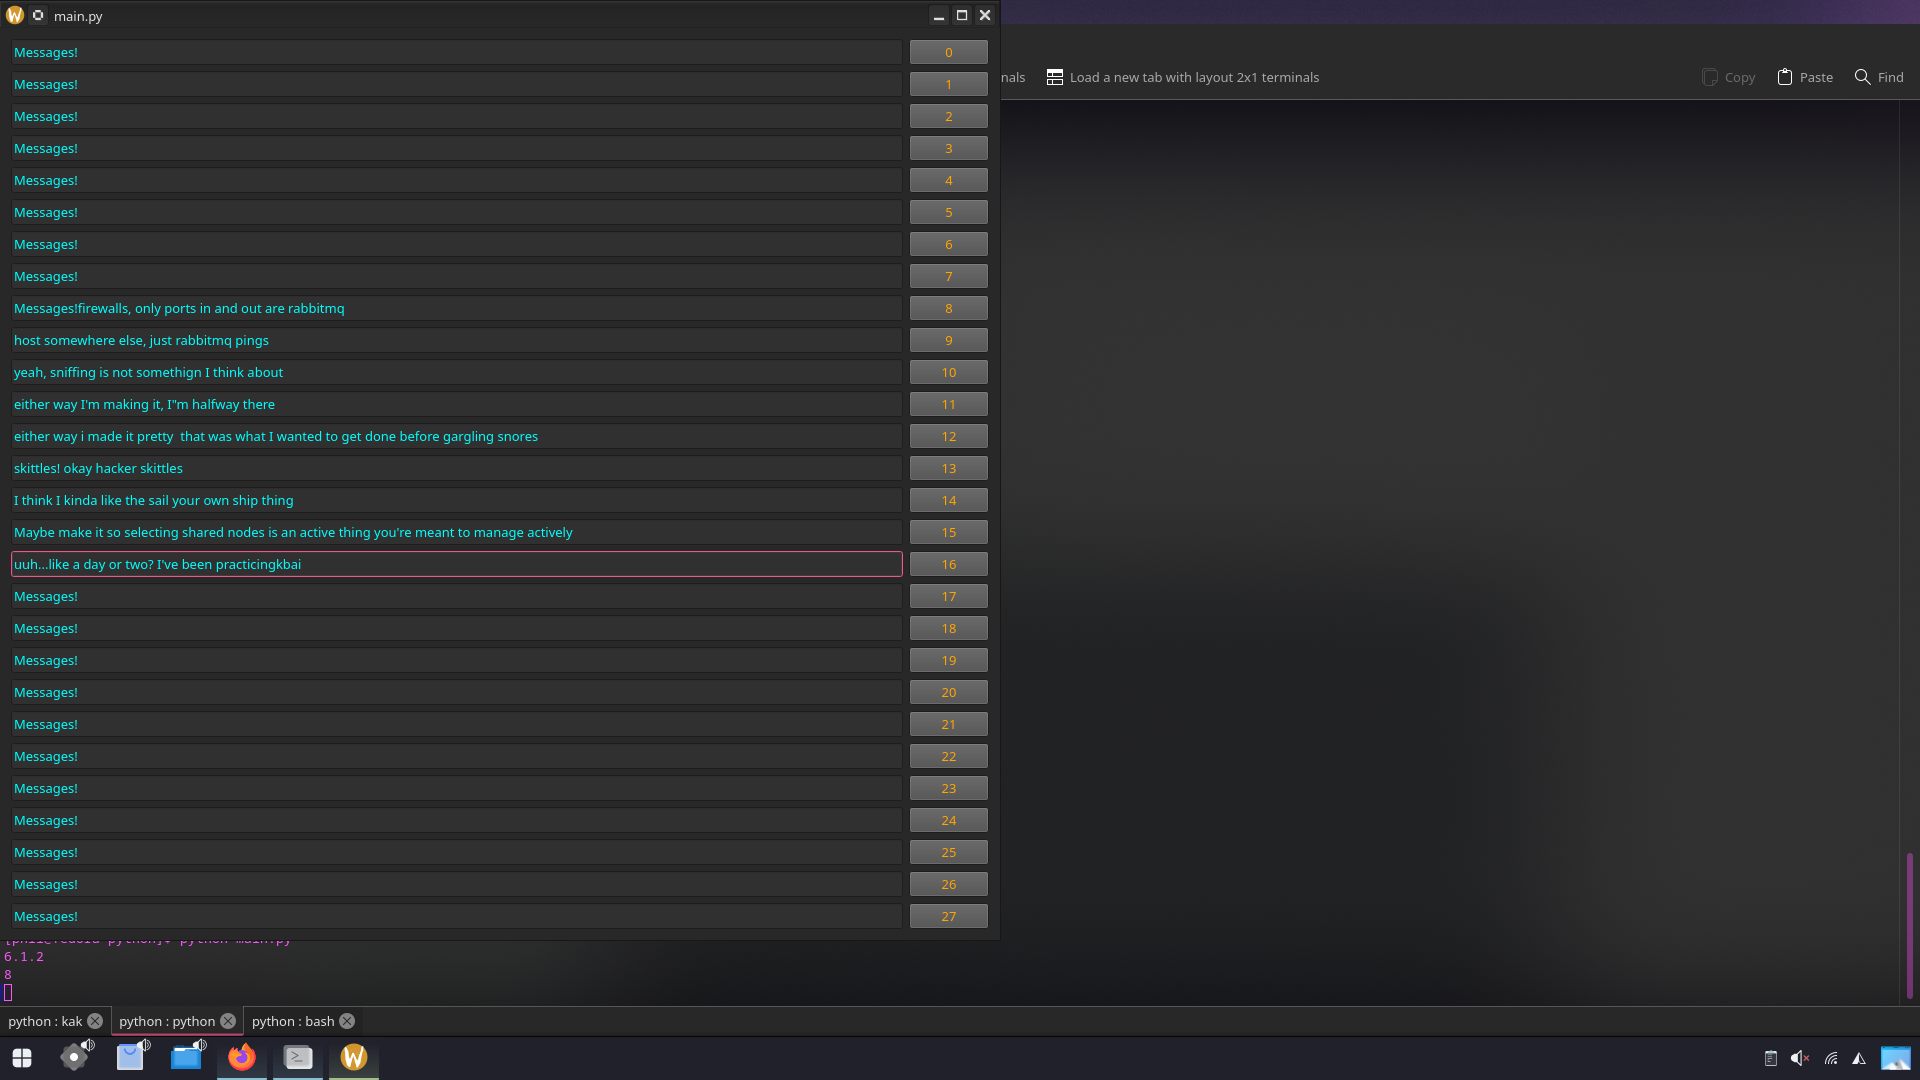 main.py
Messages! 0
Messages! 1
nals Load a new tab with layout 2x1 terminals Copy Paste Find
Messages! 2
Messages! 3
Messages! 4
Messages! 5
Messages! 6
Messages! 7
Messages!firewalls, only ports in and out are rabbitmq 8
host somewhere else, just rabbitmq pings 9
yeah, sniffing is not somethign I think about 10
either way I'm making it, I"m halfway there 11
either way i made it pretty  that was what I wanted to get done before gargling snores 12
skittles! okay hacker skittles 13
I think I kinda like the sail your own ship thing 14
Maybe make it so selecting shared nodes is an active thing you're meant to manage actively 15
uuh...like a day or two? I've been practicingkbai 16
Messages! 17
Messages! 18
Messages! 19
Messages! 20
Messages! 21
Messages! 22
Messages! 23
Messages! 24
Messages! 25
Messages! 26
Messages! 27
python main.py
6.1.2
8
python : kak python : python python : bash